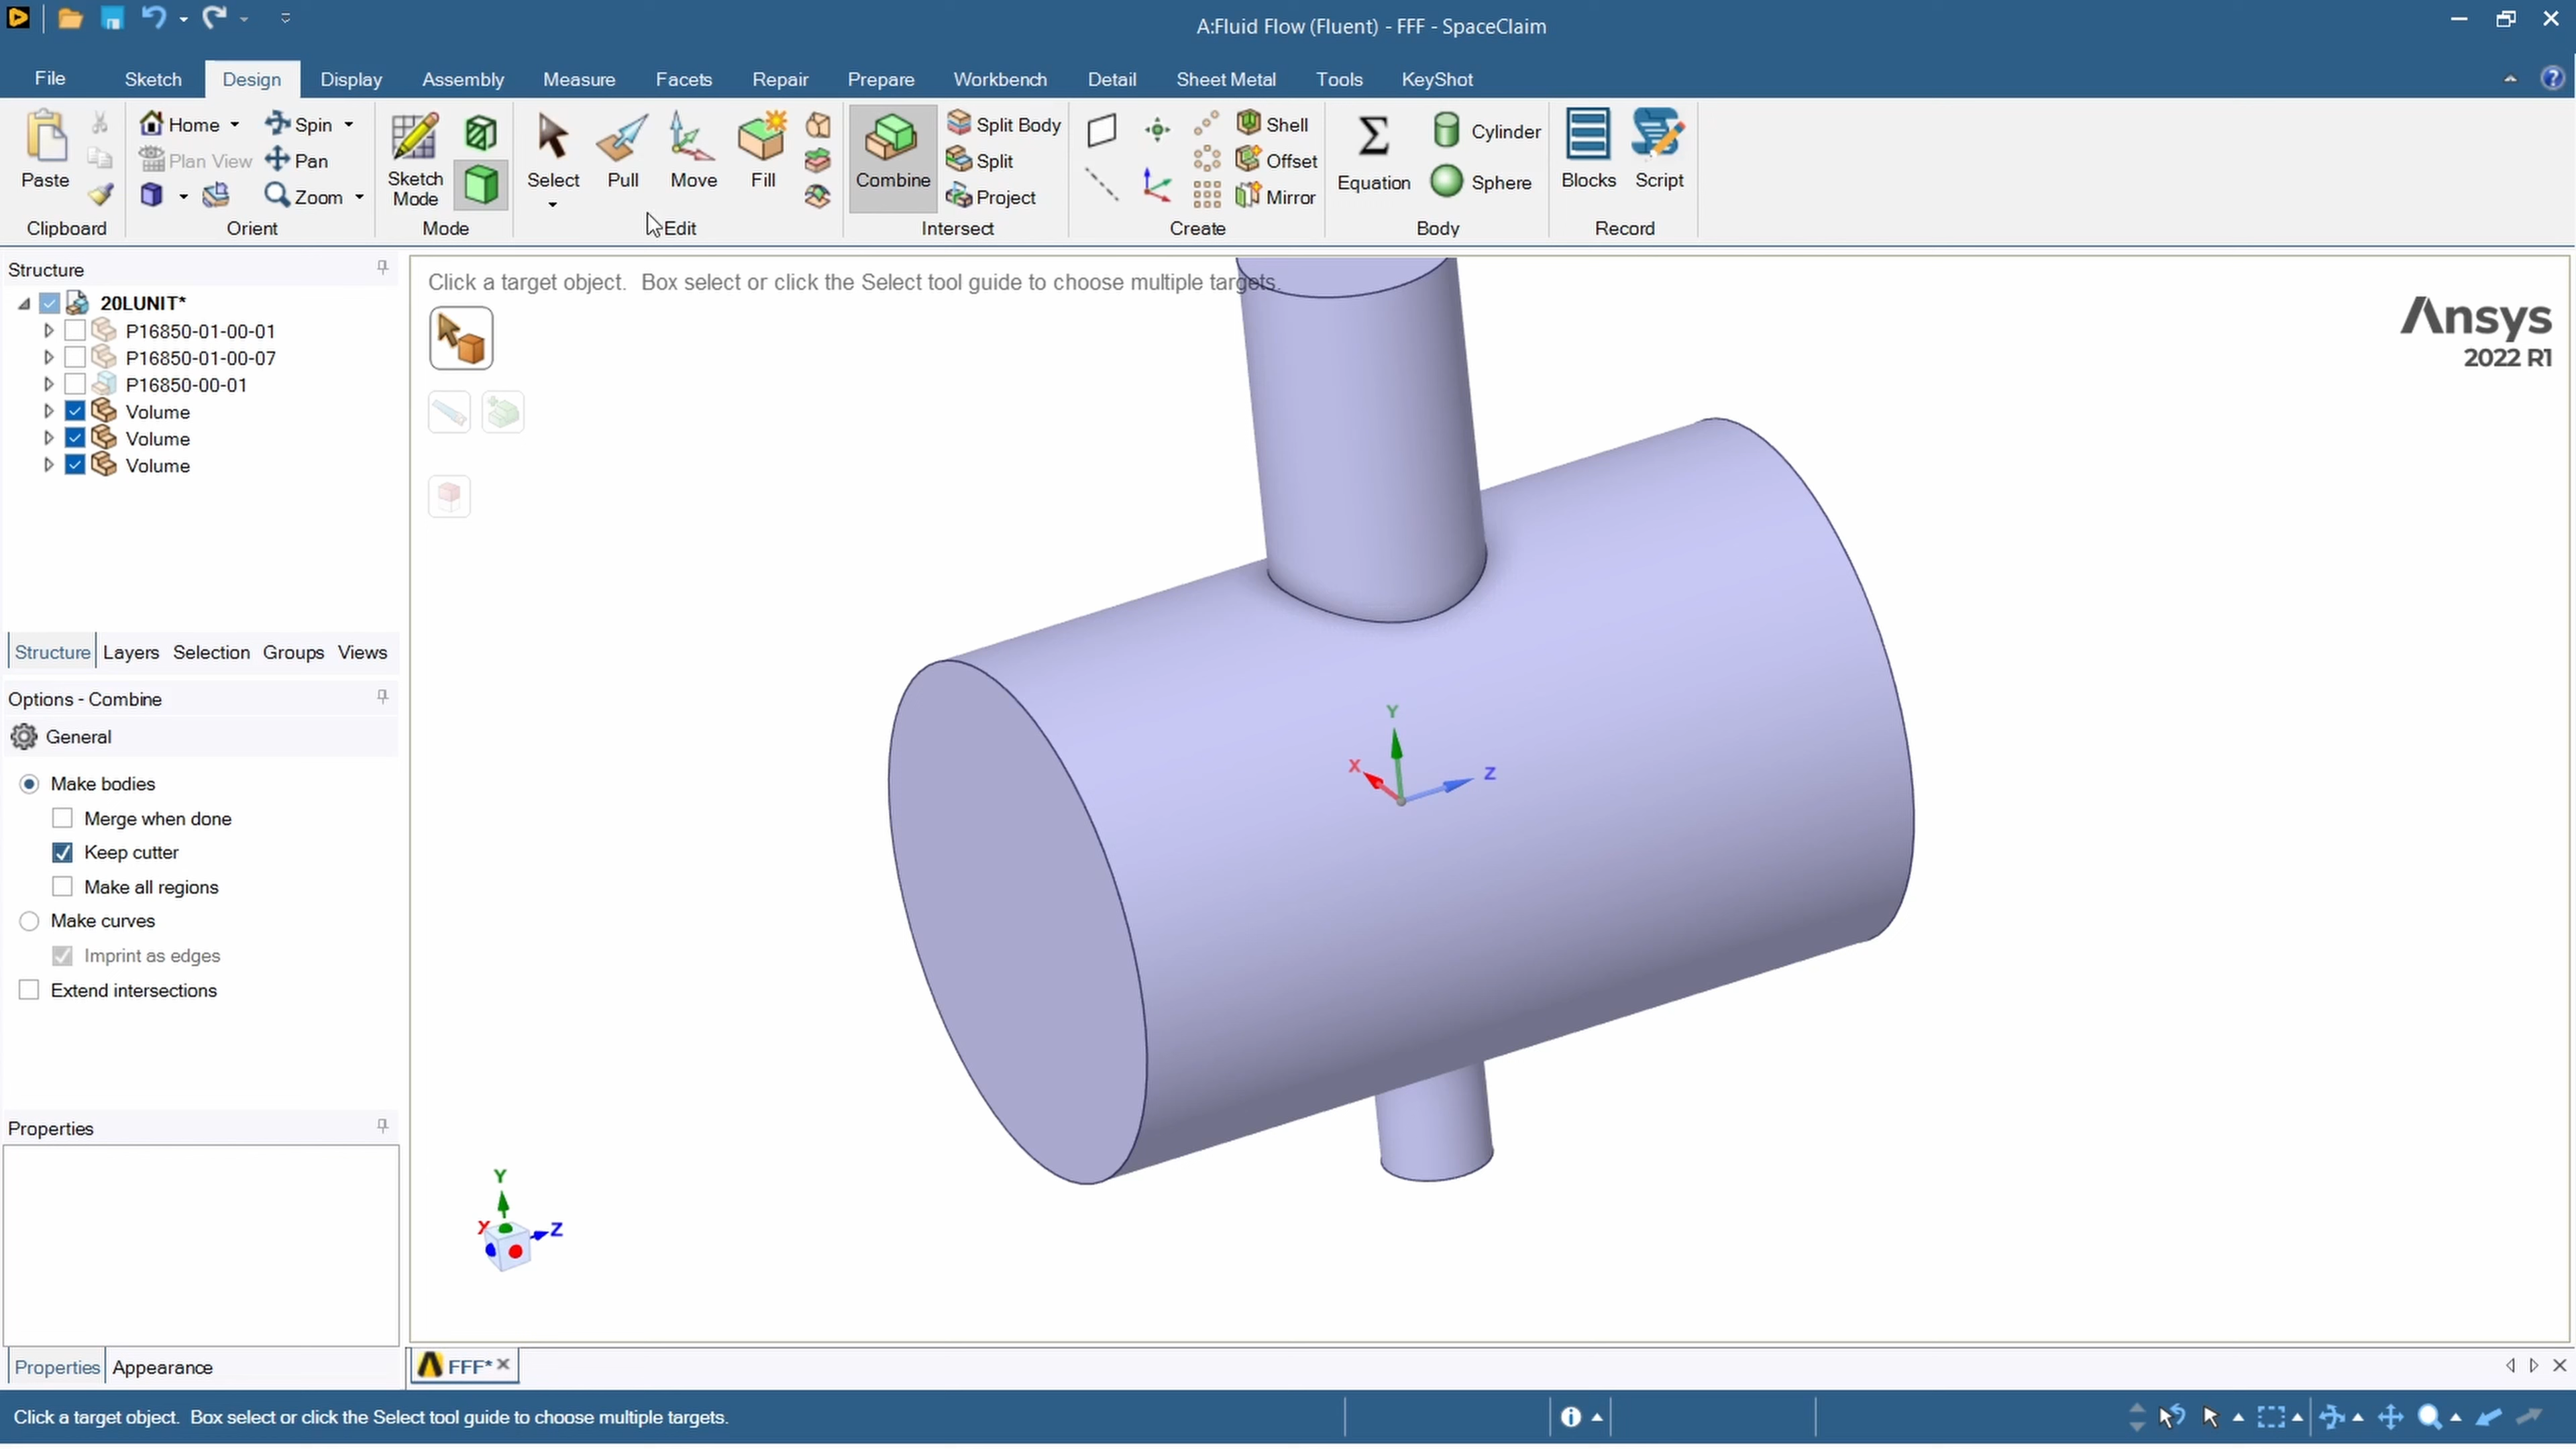 A:Fluid Flow (Fluent) - FFF - SpaceClaim
File Sketch Design Display Assembly Measure Facets Repair Prepare Workbench Detail Sheet Metal Tools KeyShot
Paste
Clipboard
Home Spin
Plan View Pan
Zoom
Orient
Sketch
Mode
Mode
Select Pull Move Fill
Edit
Combine
Split Body
Split
Project
Intersect
Shell
Offset
Mirror
Create
Equation
Cylinder
Sphere
Body
Blocks Script
Record
Structure
20LUNIT*
P16850-01-00-01
P16850-01-00-07
P16850-00-01
Volume
Volume
Volume
Structure Layers Selection Groups Views
Options - Combine
General
Make bodies
Merge when done
Keep cutter
Make all regions
Make curves
Imprint as edges
Extend intersections
Properties
Properties Appearance
Click a target object. Box select or click the Select tool guide to choose multiple targets.
Ansys
2022 R1
Y
X
Z
Y
X
Z
FFF*
Click a target object. Box select or click the Select tool guide to choose multiple targets.